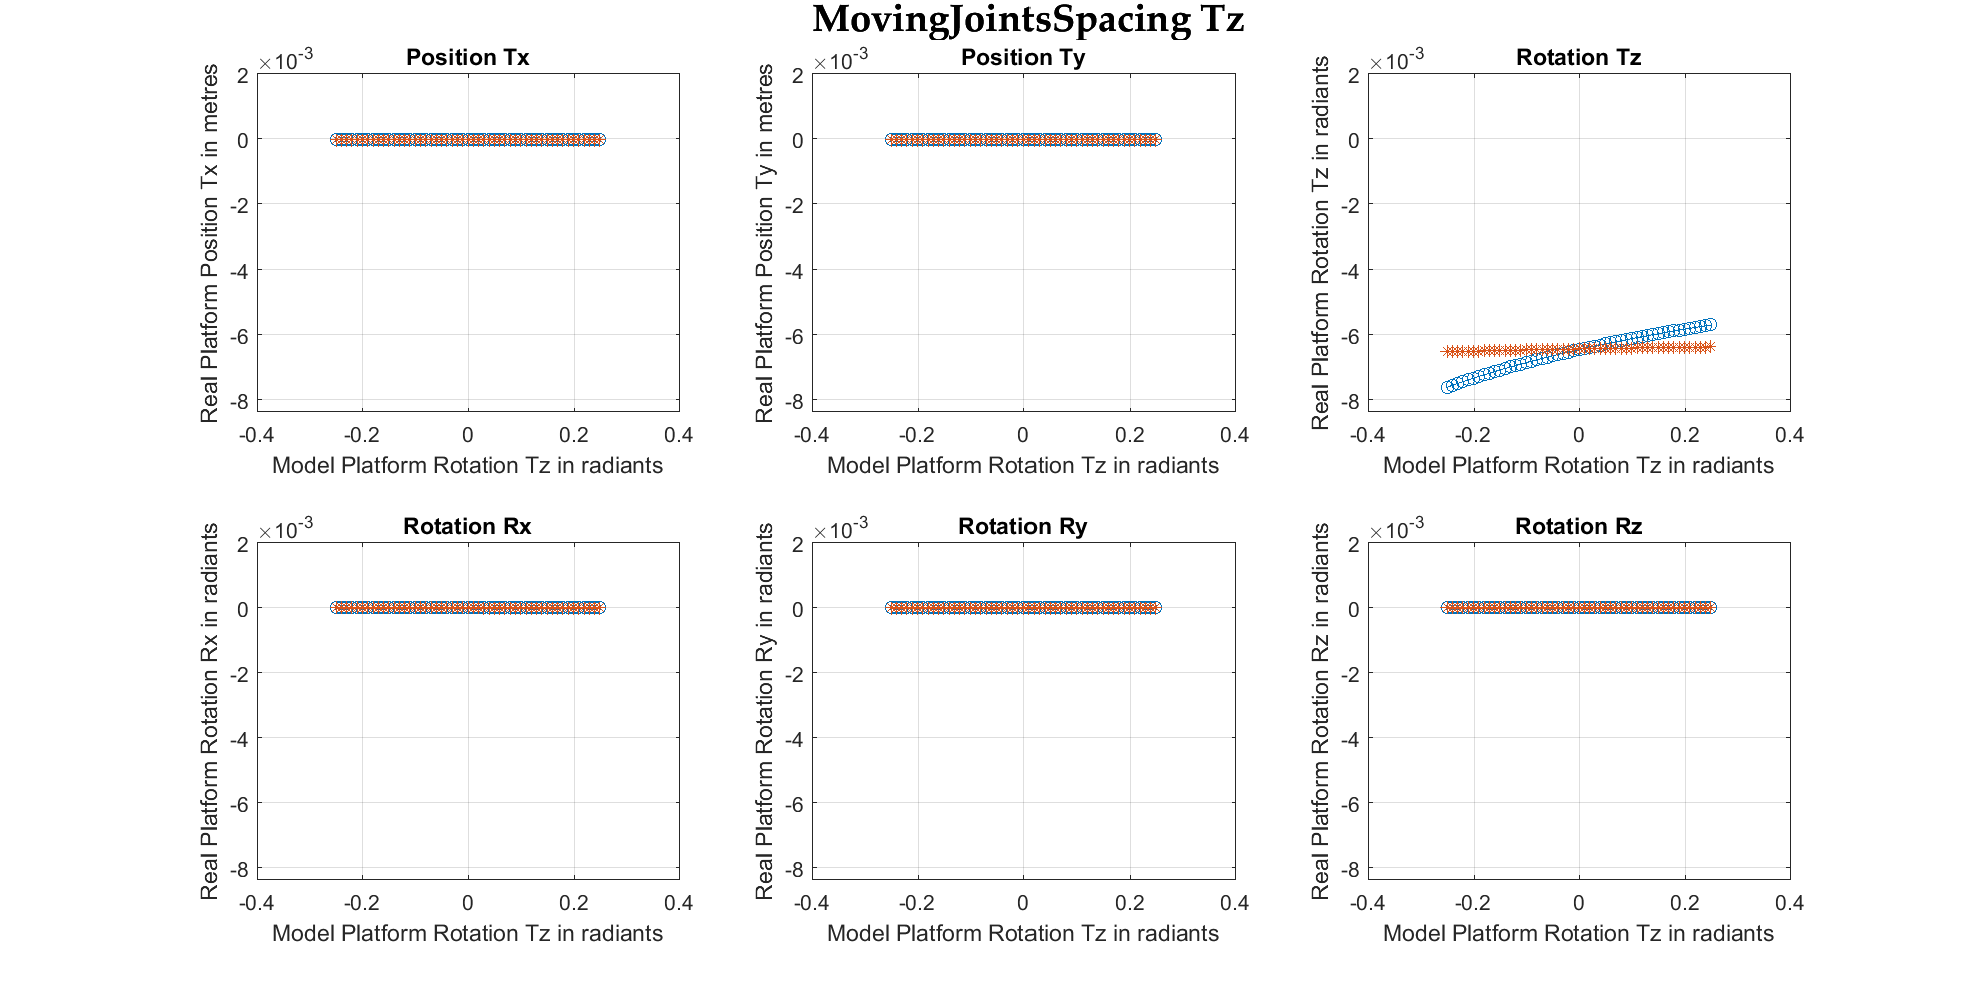 MovingJointsSpacing Tz
Position Tx
×10-3
Real Platform Position Tx in metres
2
0
-2
-4
-6
-8
-0.4 -0.2 0 0.2 0.4
Model Platform Rotation Tz in radiants
Position Ty
×10-3
Real Platform Position Ty in metres
2
0
-2
-4
-6
-8
-0.4 -0.2 0 0.2 0.4
Model Platform Rotation Tz in radiants
Rotation Tz
×10-3
Real Platform Rotation Tz in radiants
2
0
-2
-4
-6
-8
-0.4 -0.2 0 0.2 0.4
Model Platform Rotation Tz in radiants
Rotation Rx
×10-3
Real Platform Rotation Rx in radiants
2
0
-2
-4
-6
-8
-0.4 -0.2 0 0.2 0.4
Model Platform Rotation Tz in radiants
Rotation Ry
×10-3
Real Platform Rotation Ry in radiants
2
0
-2
-4
-6
-8
-0.4 -0.2 0 0.2 0.4
Model Platform Rotation Tz in radiants
Rotation Rz
×10-3
Real Platform Rotation Rz in radiants
2
0
-2
-4
-6
-8
-0.4 -0.2 0 0.2 0.4
Model Platform Rotation Tz in radiants